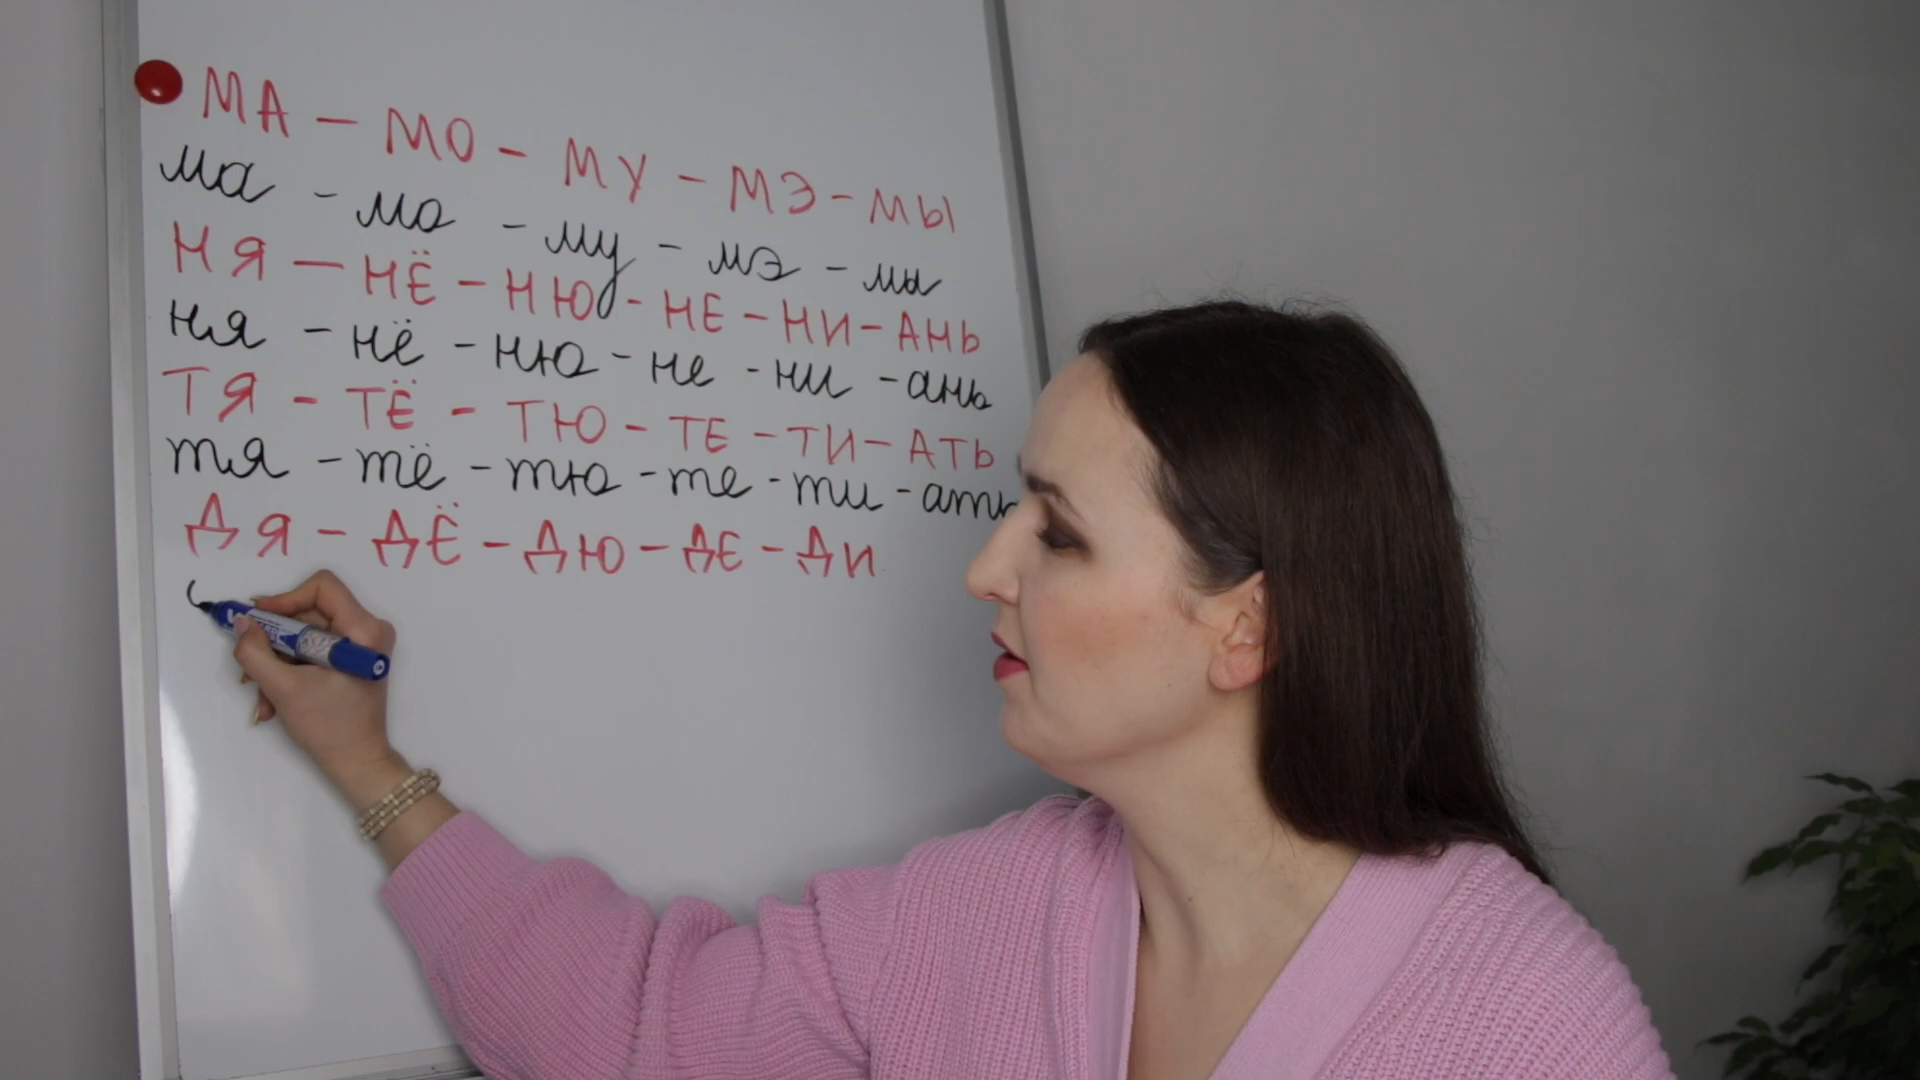 МА – МО – МУ – МЭ – МЫ
ма – мо – му – мэ – мы
НЯ – НЁ – НЮ – НЕ – НИ – АНЬ
ня – нё – ню – не – ни – ань
ТЯ – ТЁ – ТЮ – ТЕ – ТИ – АТЬ
тя – тё – тю – те – ти – ать
ДЯ – ДЁ – ДЮ – ДЕ – ДИ